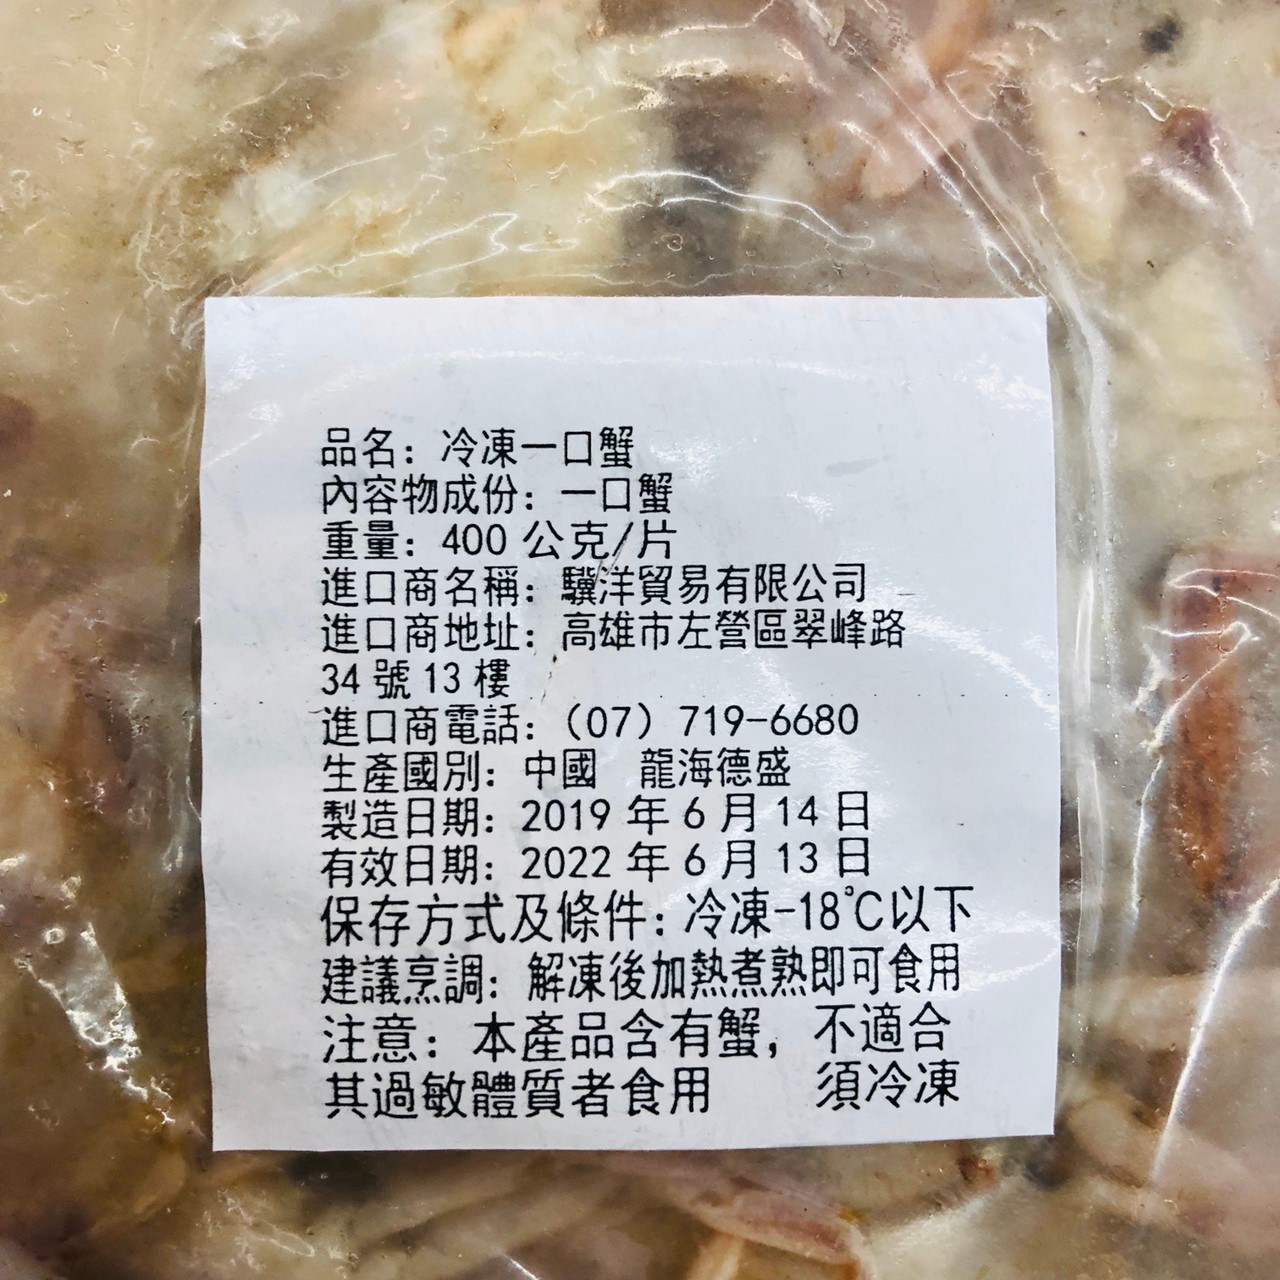 品名：冷凍一口蟹
內容物成份：一口蟹
重量：400 公克/片
進口商名稱：驥洋貿易有限公司
進口商地址：高雄市左營區翠峰路
34 號 13 樓
進口商電話：（07）719-6680
生產國別：中國　龍海德盛
製造日期：2019 年 6 月 14 日
有效日期：2022 年 6 月 13 日
保存方式及條件：冷凍-18℃以下
建議烹調：解凍後加熱煮熟即可食用
注意：本產品含有蟹，不適合
其過敏體質者食用　　須冷凍